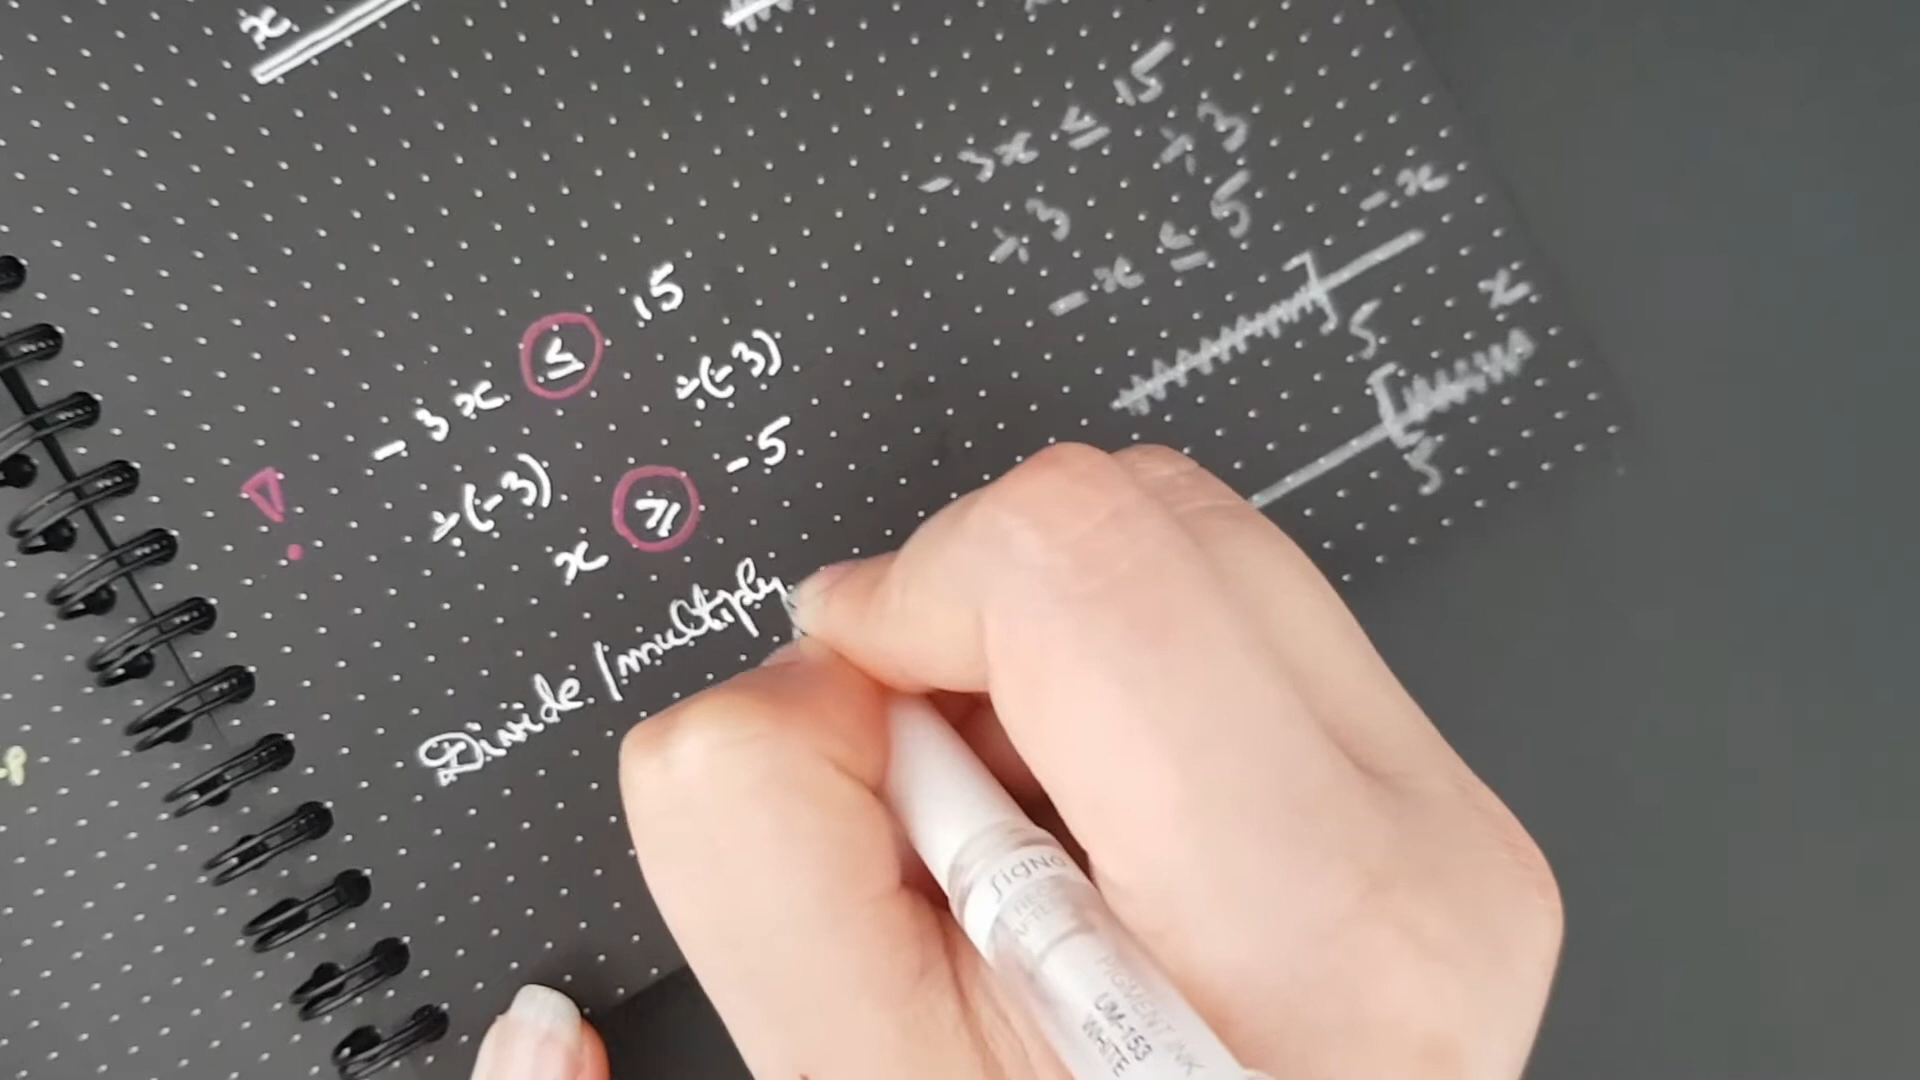 x
-3x ≤ 15
÷(-3) ÷(-3)
x ≥ -5
!
Divide/multiply
-3x ≤ 15
÷3 ÷3
-x ≤ 5
-x
]
5
x
[
5
SigNo
PIGMENT INK
UM-153
WHITE